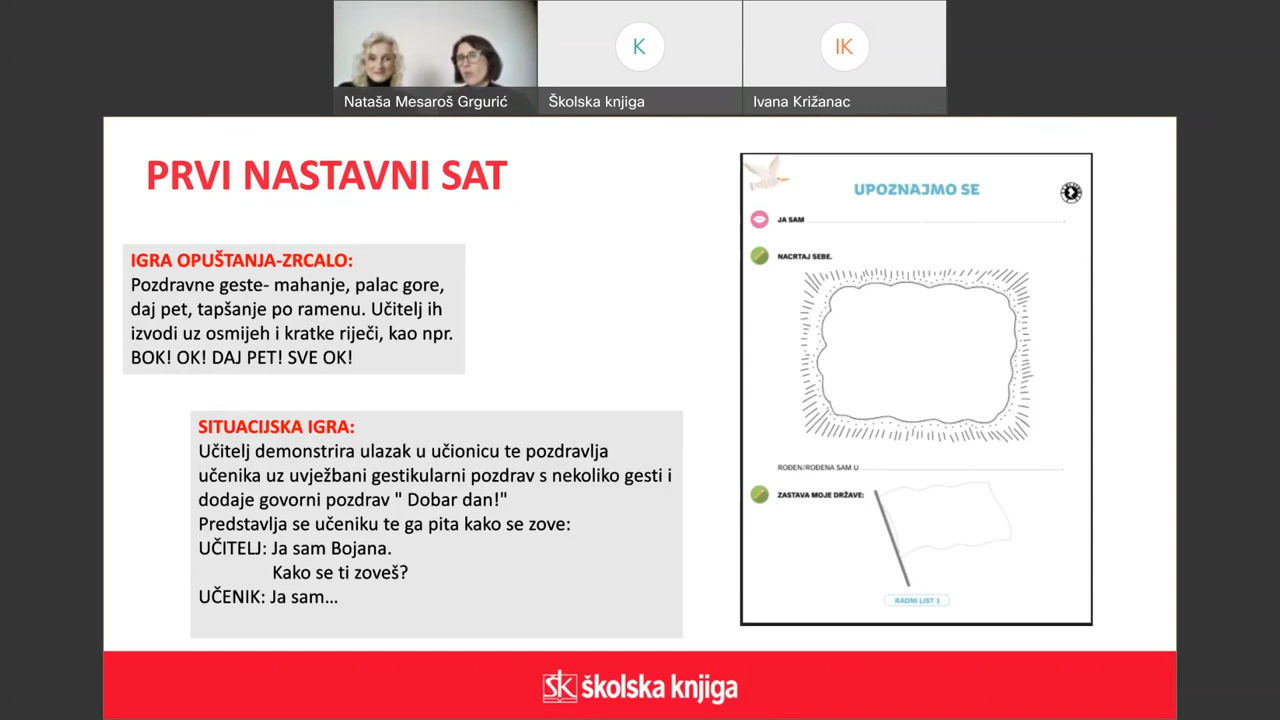 K
IK
Nataša Mesaroš Grgurić
Školska knjiga
Ivana Križanac
PRVI NASTAVNI SAT
IGRA OPUŠTANJA-ZRCALO:
Pozdravne geste- mahanje, palac gore,
daj pet, tapšanje po ramenu. Učitelj ih
izvodi uz osmijeh i kratke riječi, kao npr.
BOK! OK! DAJ PET! SVE OK!
SITUACIJSKA IGRA:
Učitelj demonstrira ulazak u učionicu te pozdravlja
učenika uz uvježbani gestikularni pozdrav s nekoliko gesti i
dodaje govorni pozdrav " Dobar dan!"
Predstavlja se učeniku te ga pita kako se zove:
UČITELJ: Ja sam Bojana.
Kako se ti zoveš?
UČENIK: Ja sam...
UPOZNAJMO SE
JA SAM
NACRTAJ SEBE.
ROĐEN/ROĐENA SAM U
ZASTAVA MOJE DRŽAVE:
RADNI LIST 1
ŠK školska knjiga